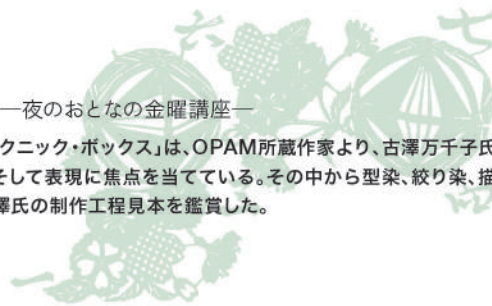 六
七
一
―夜のおとなの金曜講座―
クニック・ボックス」は、OPAM所蔵作家より、古澤万千子氏
そして表現に焦点を当てている。その中から型染、絞り染、描
澤氏の制作工程見本を鑑賞した。